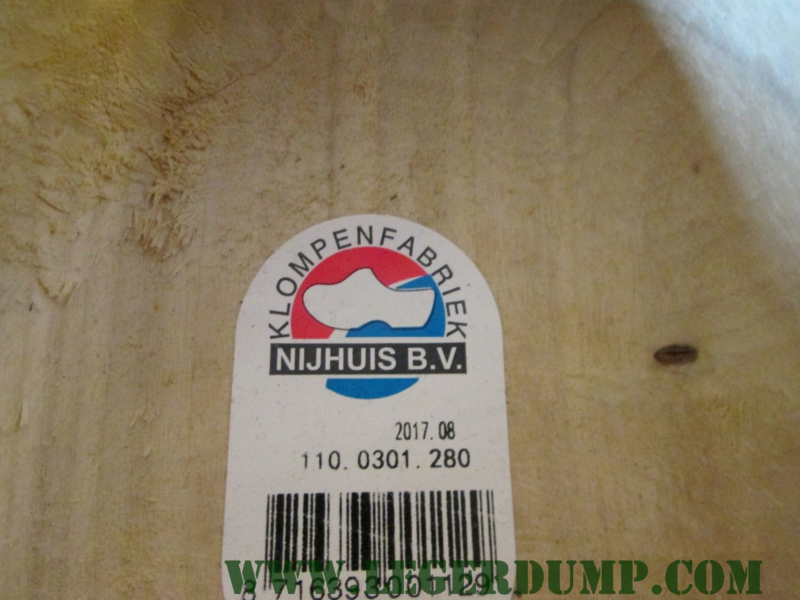 KLOMPENFABRIEK
NIJHUIS B.V.
2017.08
110.0301.280
WWW.LEGERDUMP.COM